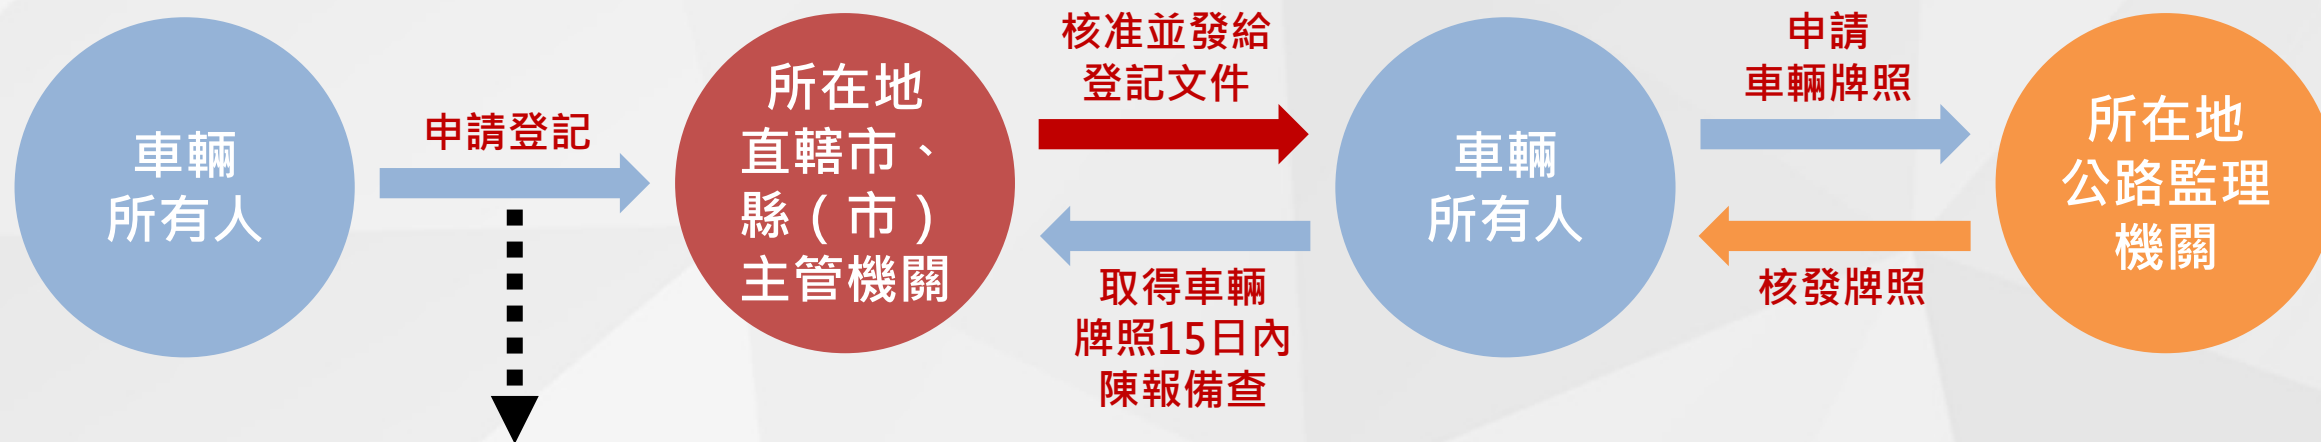 車輛
所有人
申請登記
所在地
直轄市、
縣（市）
主管機關
核准並發給
登記文件
取得車輛
牌照15日內
陳報備查
車輛
所有人
申請
車輛牌照
核發牌照
所在地
公路監理
機關